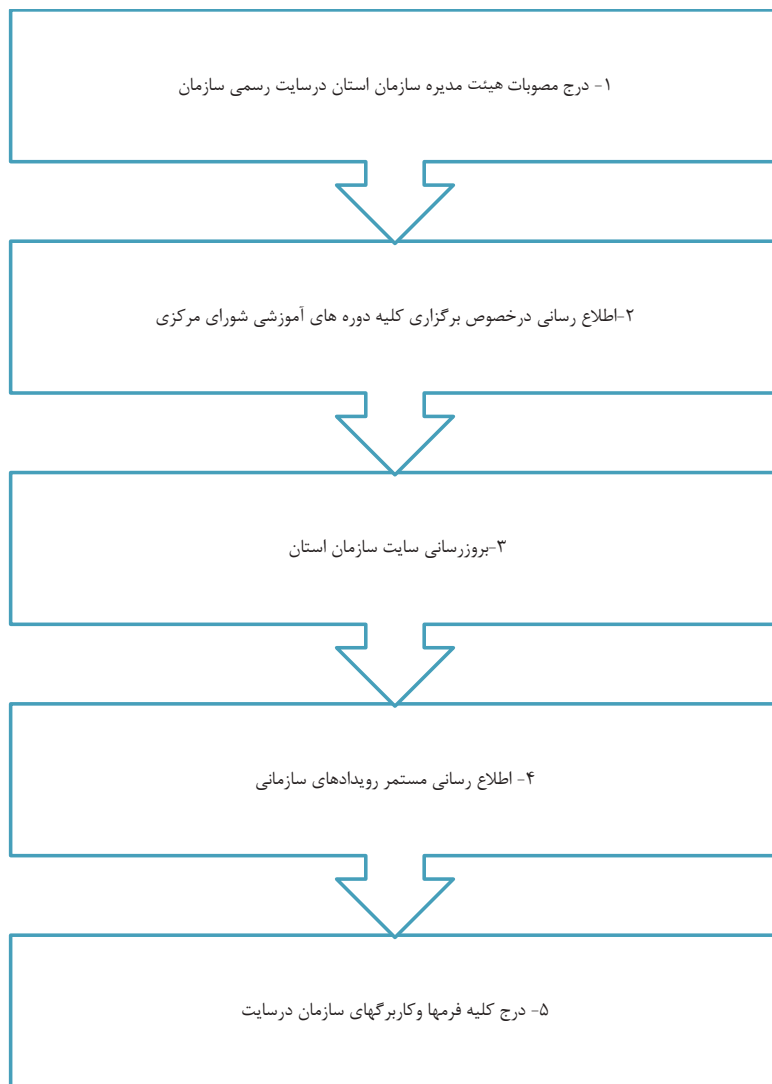 ۱- درج مصوبات هیئت مدیره سازمان استان درسایت رسمی سازمان
۲-اطلاع رسانی درخصوص برگزاری کلیه دوره های آموزشی شورای مرکزی
۳-بروزرسانی سایت سازمان استان
۴- اطلاع رسانی مستمر رویدادهای سازمانی
۵- درج کلیه فرمها وکاربرگهای سازمان درسایت